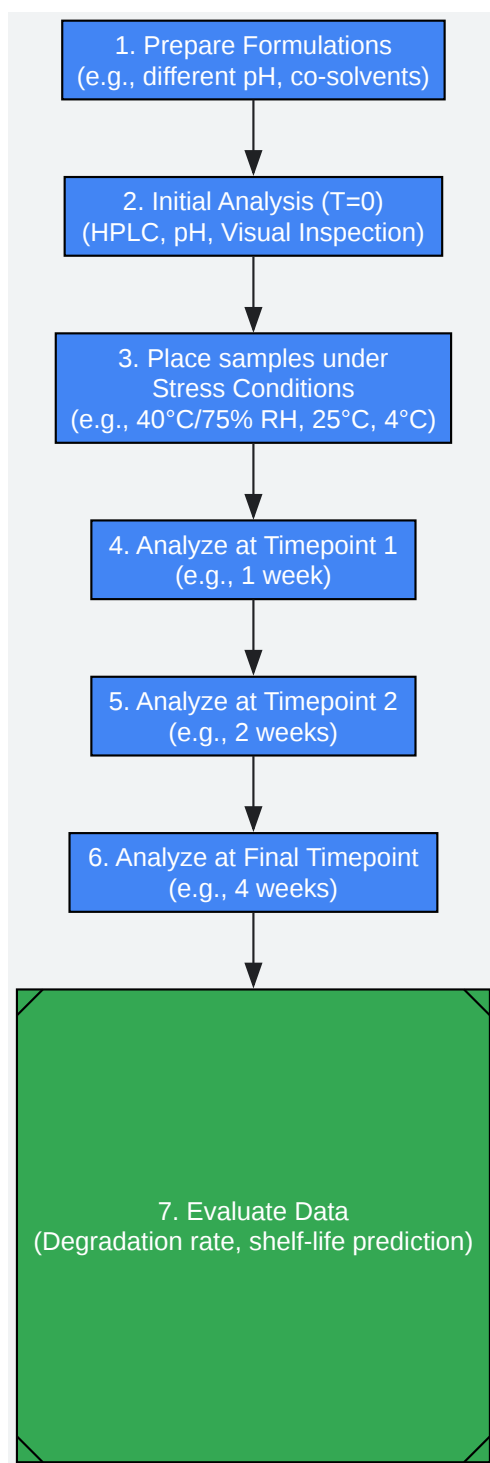 1. Prepare Formulations
(e.g., different pH, co-solvents)
2. Initial Analysis (T=0)
(HPLC, pH, Visual Inspection)
3. Place samples under
Stress Conditions
(e.g., 40°C/75% RH, 25°C, 4°C)
4. Analyze at Timepoint 1
(e.g., 1 week)
5. Analyze at Timepoint 2
(e.g., 2 weeks)
6. Analyze at Final Timepoint
(e.g., 4 weeks)
7. Evaluate Data
(Degradation rate, shelf-life prediction)